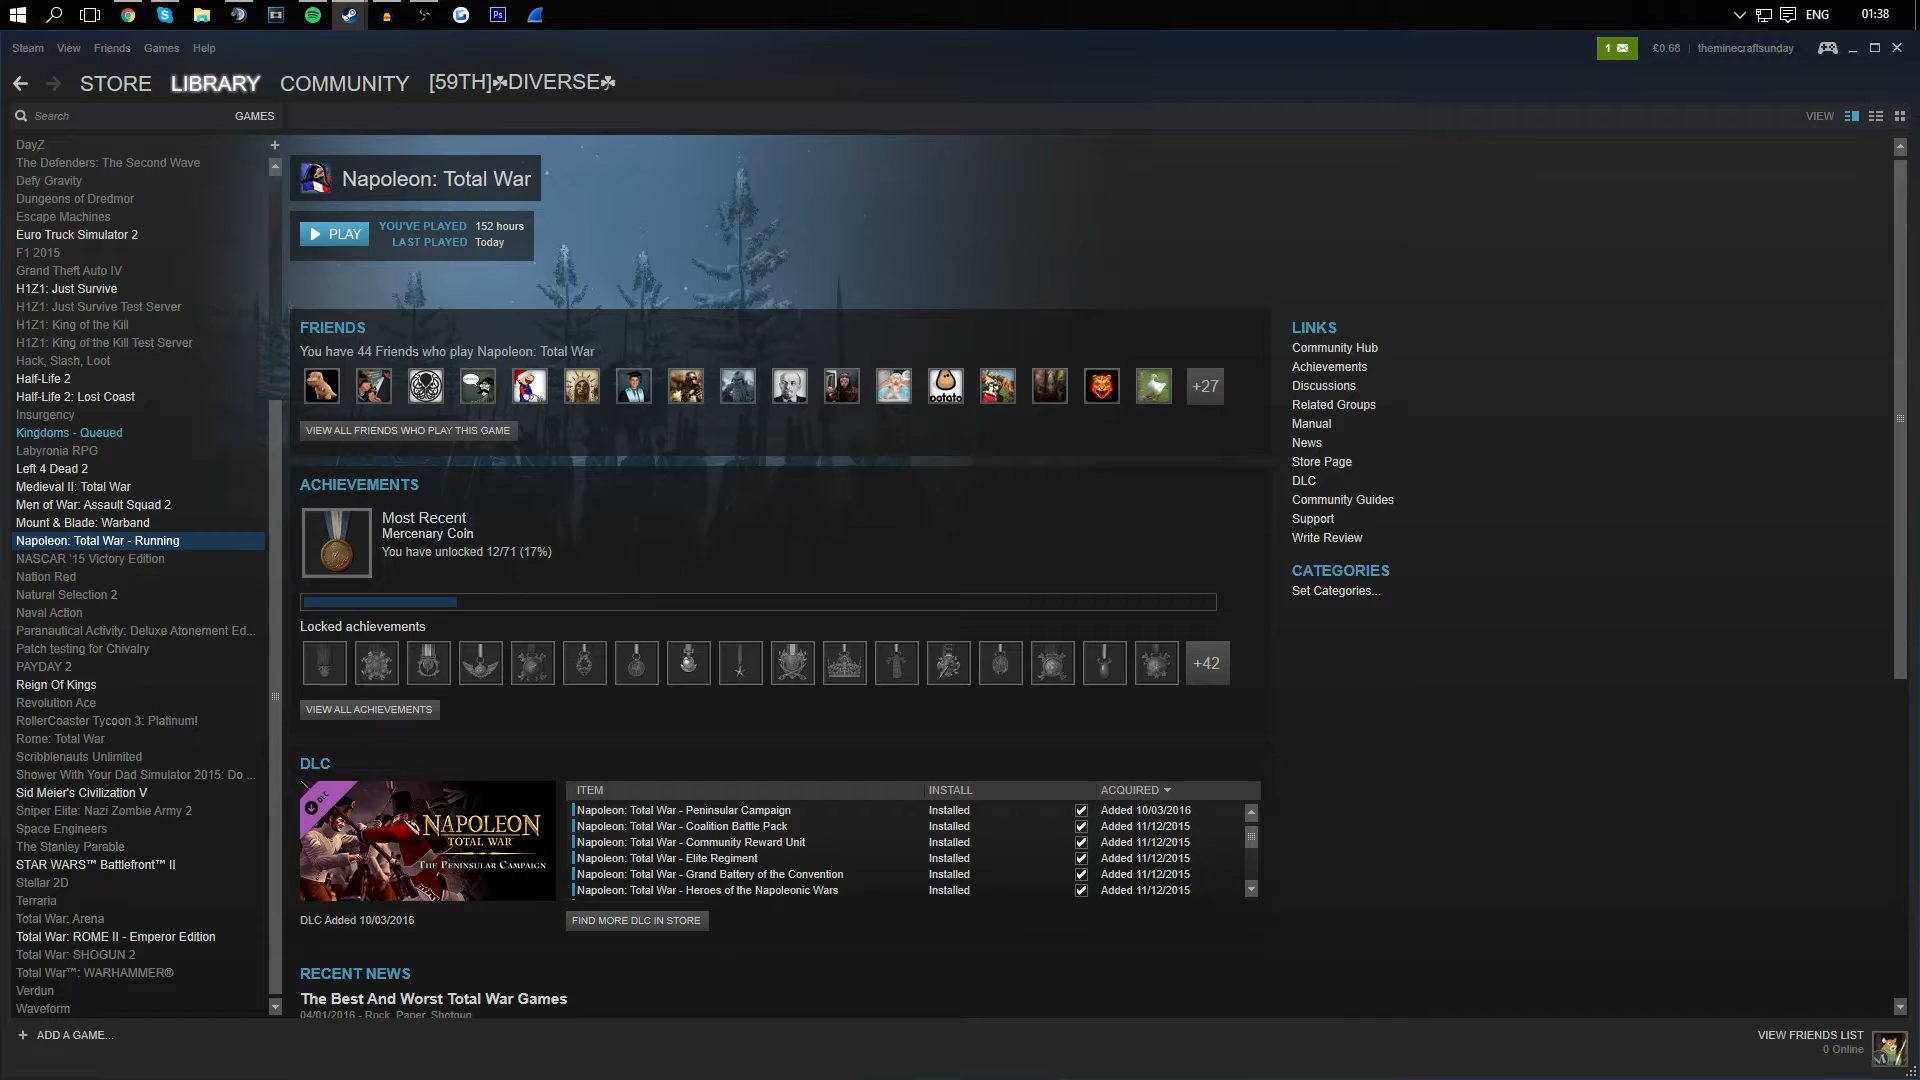 Ps
ENG
01:38
Steam View Friends Games Help
1
£0.68 | theminecraftsunday
STORE LIBRARY COMMUNITY [59TH]☘DIVERSE☘
Search
GAMES
VIEW
DayZ
The Defenders: The Second Wave
Defy Gravity
Dungeons of Dredmor
Escape Machines
Euro Truck Simulator 2
F1 2015
Grand Theft Auto IV
H1Z1: Just Survive
H1Z1: Just Survive Test Server
H1Z1: King of the Kill
H1Z1: King of the Kill Test Server
Hack, Slash, Loot
Half-Life 2
Half-Life 2: Lost Coast
Insurgency
Kingdoms - Queued
Labyronia RPG
Left 4 Dead 2
Medieval II: Total War
Men of War: Assault Squad 2
Mount & Blade: Warband
Napoleon: Total War - Running
NASCAR '15 Victory Edition
Nation Red
Natural Selection 2
Naval Action
Paranautical Activity: Deluxe Atonement Ed...
Patch testing for Chivalry
PAYDAY 2
Reign Of Kings
Revolution Ace
RollerCoaster Tycoon 3: Platinum!
Rome: Total War
Scribblenauts Unlimited
Shower With Your Dad Simulator 2015: Do ...
Sid Meier's Civilization V
Sniper Elite: Nazi Zombie Army 2
Space Engineers
The Stanley Parable
STAR WARS™ Battlefront™ II
Stellar 2D
Terraria
Total War: Arena
Total War: ROME II - Emperor Edition
Total War: SHOGUN 2
Total War™: WARHAMMER®
Verdun
Waveform
+ ADD A GAME...
Napoleon: Total War
PLAY
YOU'VE PLAYED 152 hours
LAST PLAYED Today
FRIENDS
You have 44 Friends who play Napoleon: Total War
potato
+27
VIEW ALL FRIENDS WHO PLAY THIS GAME
ACHIEVEMENTS
Most Recent
Mercenary Coin
You have unlocked 12/71 (17%)
Locked achievements
+42
VIEW ALL ACHIEVEMENTS
DLC
DLC
NAPOLEON
TOTAL WAR
THE PENINSULAR CAMPAIGN
DLC Added 10/03/2016
ITEM INSTALL ACQUIRED
Napoleon: Total War - Peninsular Campaign Installed Added 10/03/2016
Napoleon: Total War - Coalition Battle Pack Installed Added 11/12/2015
Napoleon: Total War - Community Reward Unit Installed Added 11/12/2015
Napoleon: Total War - Elite Regiment Installed Added 11/12/2015
Napoleon: Total War - Grand Battery of the Convention Installed Added 11/12/2015
Napoleon: Total War - Heroes of the Napoleonic Wars Installed Added 11/12/2015
FIND MORE DLC IN STORE
RECENT NEWS
The Best And Worst Total War Games
04/01/2016 - Rock, Paper, Shotgun
LINKS
Community Hub
Achievements
Discussions
Related Groups
Manual
News
Store Page
DLC
Community Guides
Support
Write Review
CATEGORIES
Set Categories...
VIEW FRIENDS LIST
0 Online